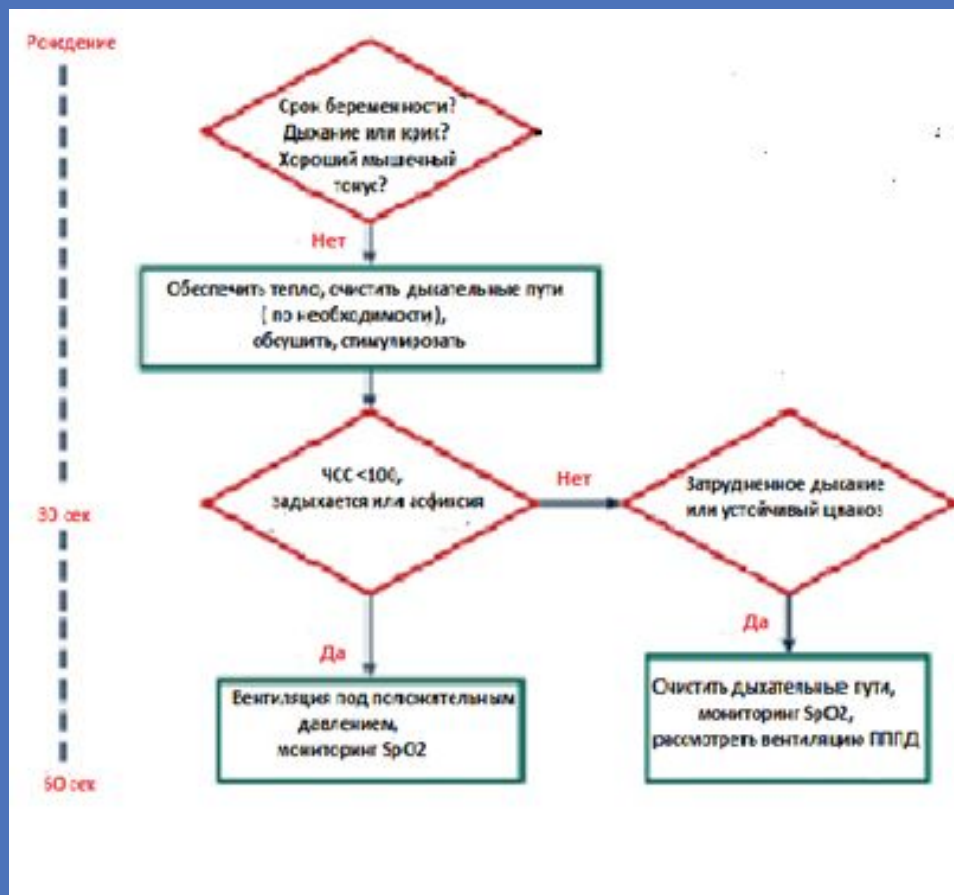 Рождение
Срок беременности?
Дыхание или крик?
Хороший мышечный
тонус?
Нет
Обеспечить тепло, очистить дыхательные пути
( по необходимости),
обсушить, стимулировать
ЧСС <100,
задыхается или асфиксия
Нет
Затрудненное дыхание
или устойчивый цианоз
30 сек
Да
Да
Вентиляция под положительным
давлением,
мониторинг SpO2
Очистить дыхательные пути,
мониторинг SpO2,
рассмотреть вентиляцию ППГД
60 сек